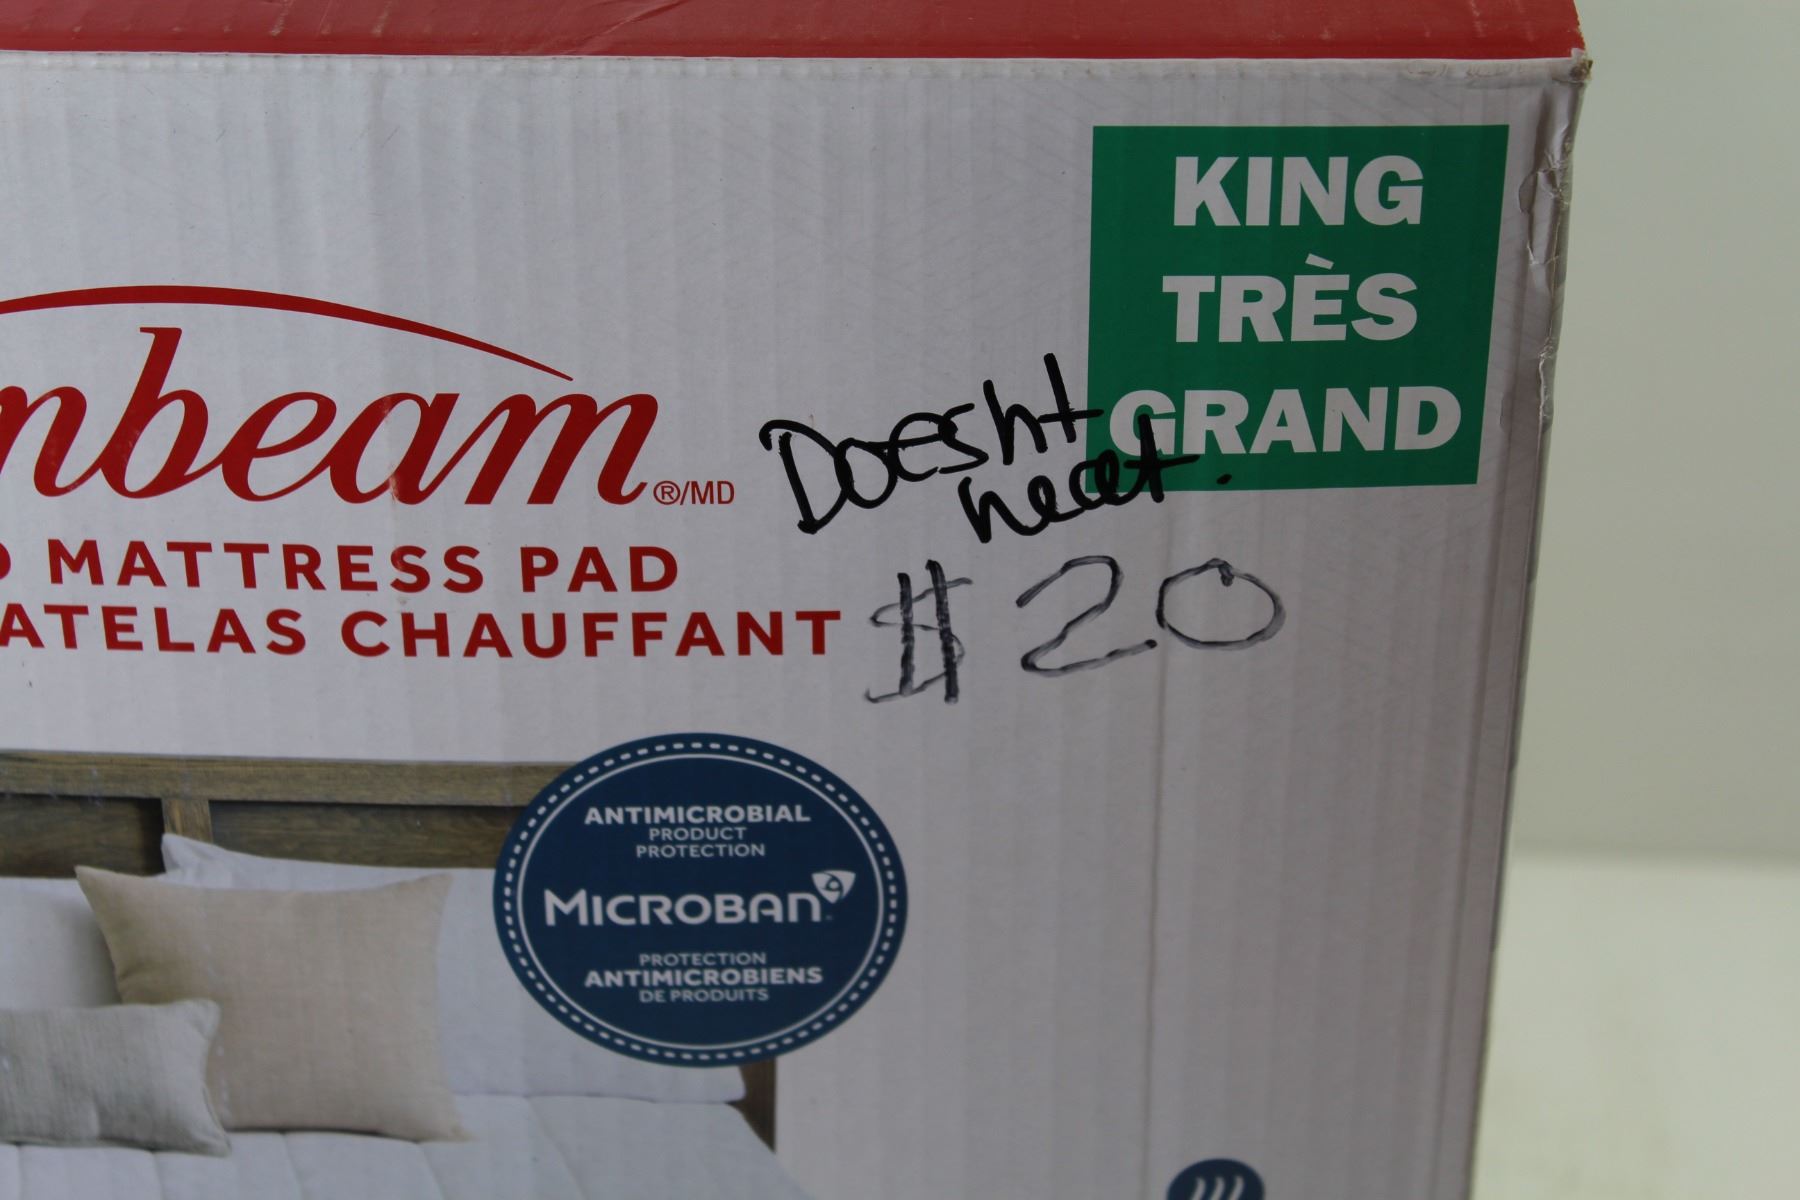 KING
TRÈS
GRAND
nbeam ®/MD
Doesn't
heat.
MATTRESS PAD
ATELAS CHAUFFANT
$20
ANTIMICROBIAL
PRODUCT
PROTECTION
MICROBAN
PROTECTION
ANTIMICROBIENS
DE PRODUITS